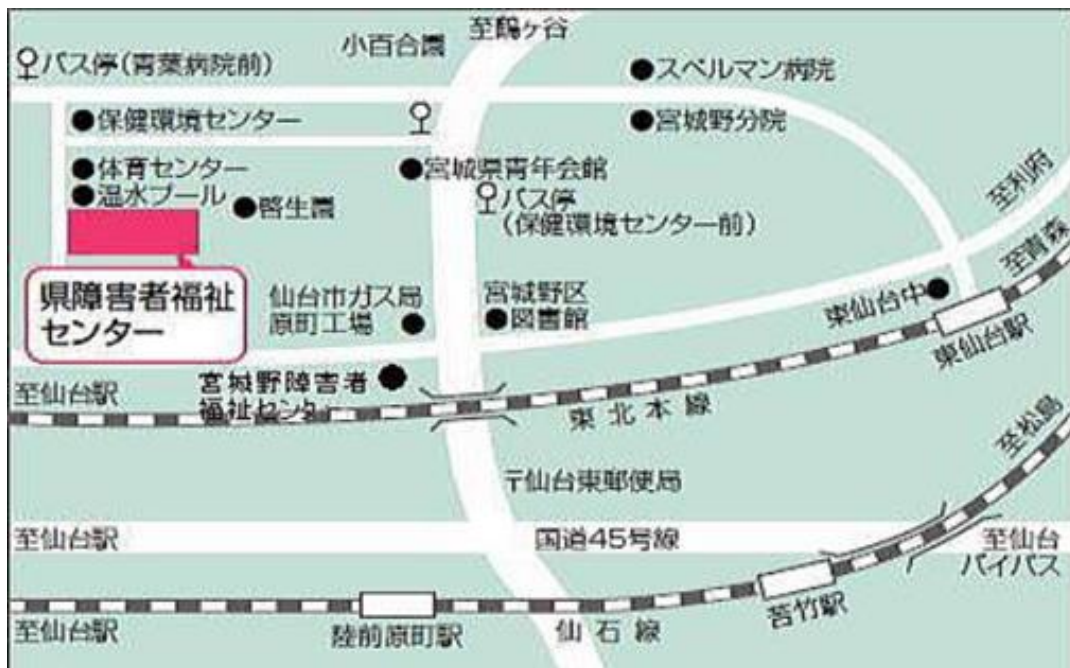 至鶴ヶ谷
小百合園
バス停(青葉病院前)
スペルマン病院
保健環境センター
宮城野分院
体育センター
宮城県青年会館
温水プール
啓生園
バス停
(保健環境センター前)
至利府
至青森
県障害者福祉
センター
仙台市ガス局
原町工場
宮城野区
図書館
東仙台中
東仙台駅
至仙台駅
宮城野障害者
福祉センター
東北本線
至松島
〒仙台東郵便局
至仙台駅
国道45号線
至仙台
バイパス
苦竹駅
至仙台駅
陸前原町駅
仙石線